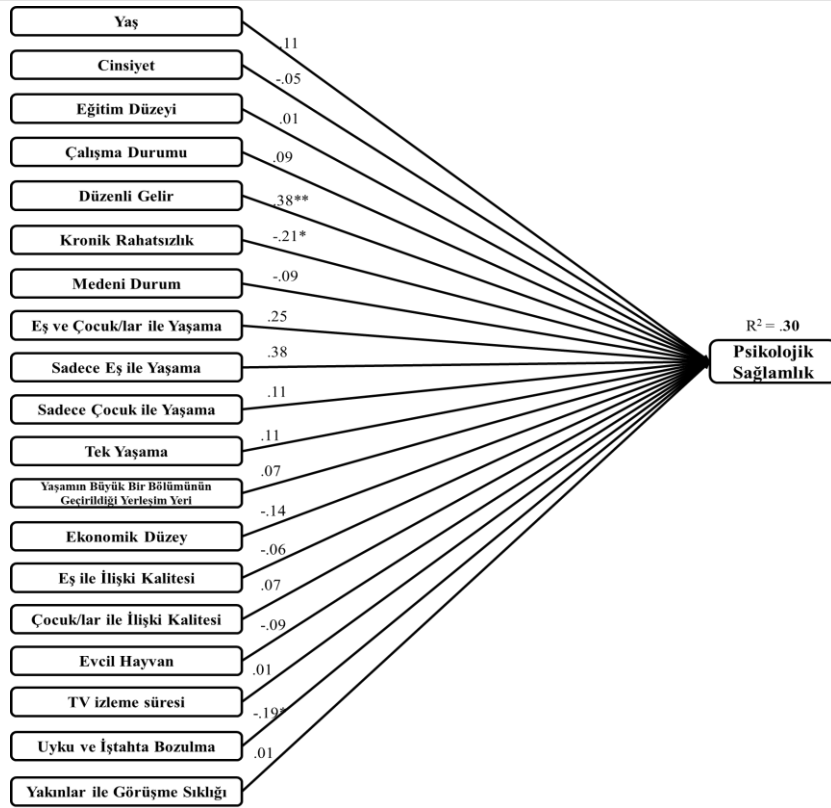 Yaş
.11
Cinsiyet
-.05
Eğitim Düzeyi
.01
Çalışma Durumu
.09
Düzenli Gelir
.38**
Kronik Rahatsızlık
-.21*
Medeni Durum
-.09
Eş ve Çocuk/lar ile Yaşama
.25
R² = .30
Psikolojik
Sağlamlık
Sadece Eş ile Yaşama
.38
Sadece Çocuk ile Yaşama
.11
Tek Yaşama
.11
Yaşamın Büyük Bir Bölümünün
Geçirildiği Yerleşim Yeri
.07
Ekonomik Düzey
-.14
Eş ile İlişki Kalitesi
-.06
Çocuk/lar ile İlişki Kalitesi
.07
Evcil Hayvan
-.09
TV izleme süresi
.01
Uyku ve İştahta Bozulma
-.19*
Yakınlar ile Görüşme Sıklığı
.01